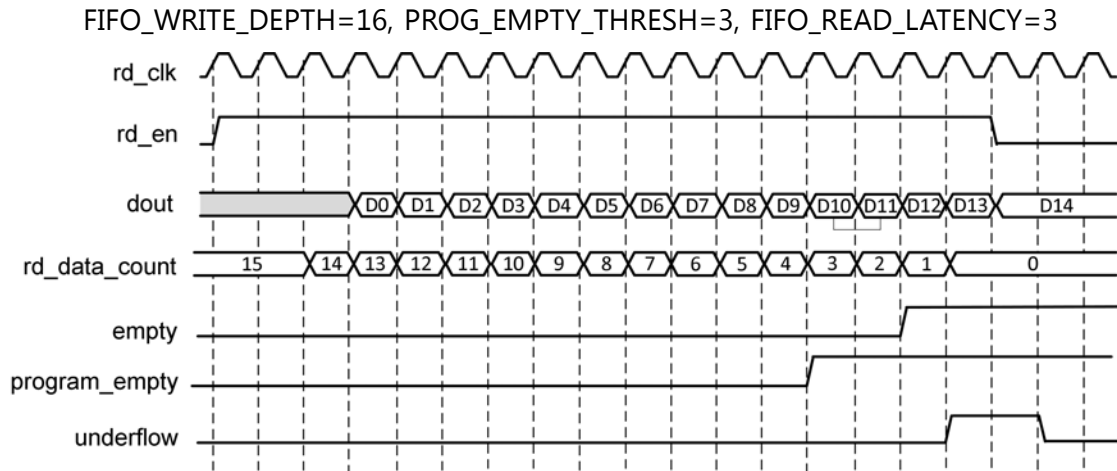 FIFO_WRITE_DEPTH=16, PROG_EMPTY_THRESH=3, FIFO_READ_LATENCY=3
rd_clk
rd_en
dout D0 D1 D2 D3 D4 D5 D6 D7 D8 D9 D10 D11 D12 D13 D14
rd_data_count 15 14 13 12 11 10 9 8 7 6 5 4 3 2 1 0
empty
program_empty
underflow